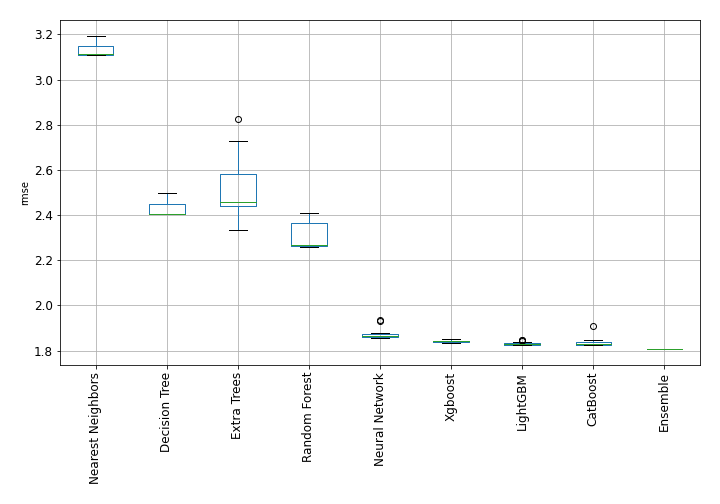 3.2
3.0
2.8
2.6
2.4
2.2
2.0
1.8
rmse
Nearest Neighbors
Decision Tree
Extra Trees
Random Forest
Neural Network
Xgboost
LightGBM
CatBoost
Ensemble